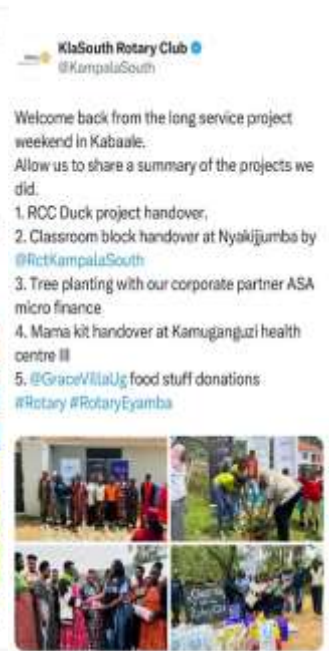 KlaSouth Rotary Club
@KampalaSouth
Welcome back from the long service project
weekend in Kabaale.
Allow us to share a summary of the projects we
did.
1. RCC Duck project handover.
2. Classroom block handover at Nyakijjumba by
@RctKampalaSouth
3. Tree planting with our corporate partner ASA
micro finance
4. Mama kit handover at Kamuganguzi health
centre III
5. @GraceVillaUg food stuff donations
#Rotary #RotaryEyamba